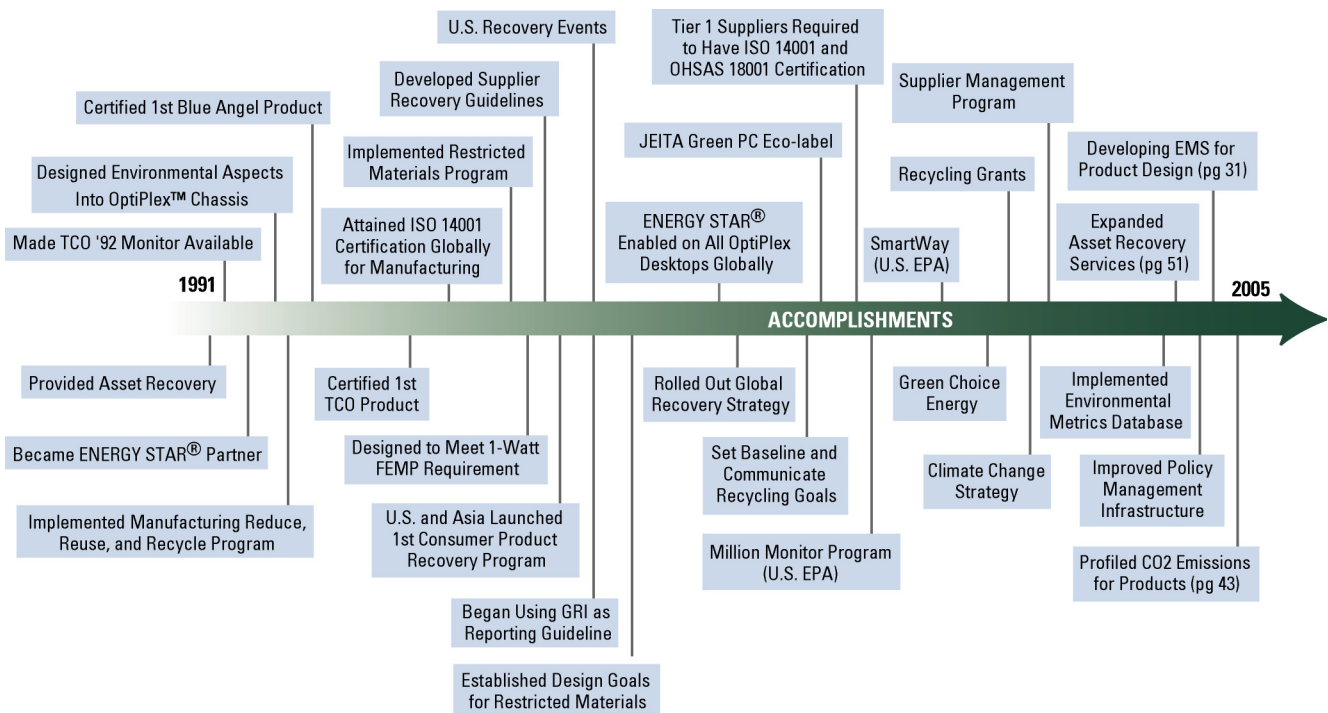 U.S. Recovery Events
Tier 1 Suppliers Required
to Have ISO 14001 and
OHSAS 18001 Certification
Developed Supplier
Recovery Guidelines
Supplier Management
Program
Certified 1st Blue Angel Product
JEITA Green PC Eco-label
Developing EMS for
Product Design (pg 31)
Implemented Restricted
Materials Program
Designed Environmental Aspects
Into OptiPlex™ Chassis
Recycling Grants
Attained ISO 14001
Certification Globally
for Manufacturing
ENERGY STAR®
Enabled on All OptiPlex
Desktops Globally
Expanded
Asset Recovery
Services (pg 51)
Made TCO '92 Monitor Available
SmartWay
(U.S. EPA)
1991
2005
ACCOMPLISHMENTS
Provided Asset Recovery
Certified 1st
TCO Product
Rolled Out Global
Recovery Strategy
Green Choice
Energy
Implemented
Environmental
Metrics Database
Became ENERGY STAR® Partner
Designed to Meet 1-Watt
FEMP Requirement
Set Baseline and
Communicate
Recycling Goals
Climate Change
Strategy
Improved Policy
Management
Infrastructure
Implemented Manufacturing Reduce,
Reuse, and Recycle Program
U.S. and Asia Launched
1st Consumer Product
Recovery Program
Million Monitor Program
(U.S. EPA)
Profiled CO2 Emissions
for Products (pg 43)
Began Using GRI as
Reporting Guideline
Established Design Goals
for Restricted Materials